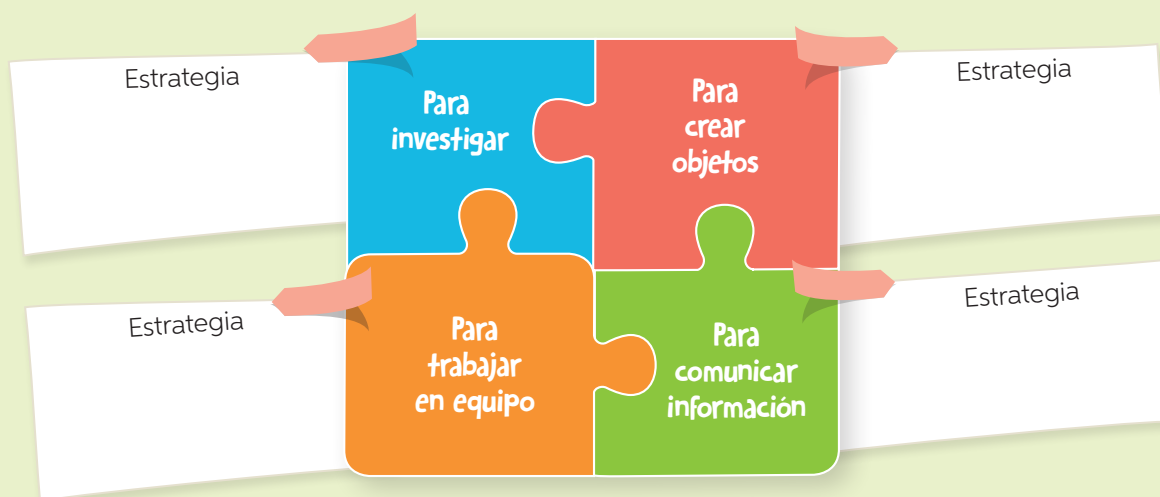 Estrategia
Para
investigar
Para
crear
objetos
Estrategia
Estrategia
Para
trabajar
en equipo
Para
comunicar
información
Estrategia